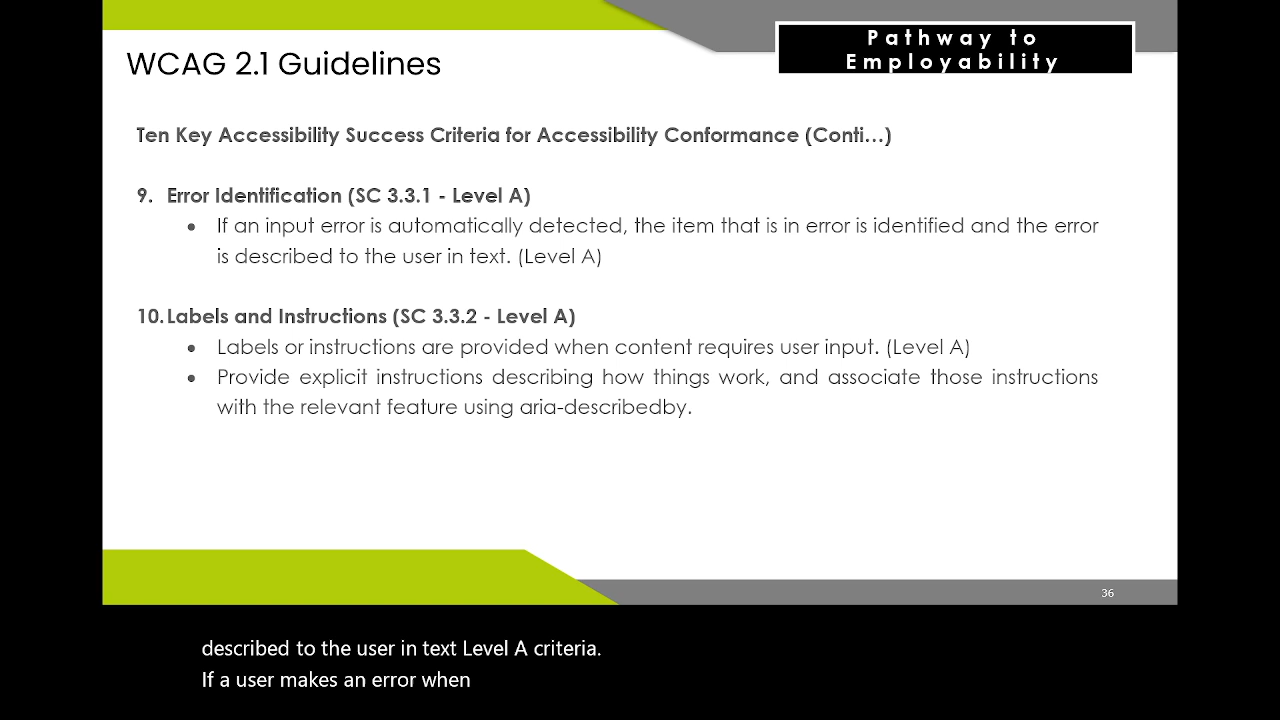 Pathway to
Employability
WCAG 2.1 Guidelines
Ten Key Accessibility Success Criteria for Accessibility Conformance (Conti...)
9. Error Identification (SC 3.3.1 - Level A)
• If an input error is automatically detected, the item that is in error is identified and the error
is described to the user in text. (Level A)
10. Labels and Instructions (SC 3.3.2 - Level A)
• Labels or instructions are provided when content requires user input. (Level A)
• Provide explicit instructions describing how things work, and associate those instructions
with the relevant feature using aria-describedby.
36
described to the user in text Level A criteria.
If a user makes an error when